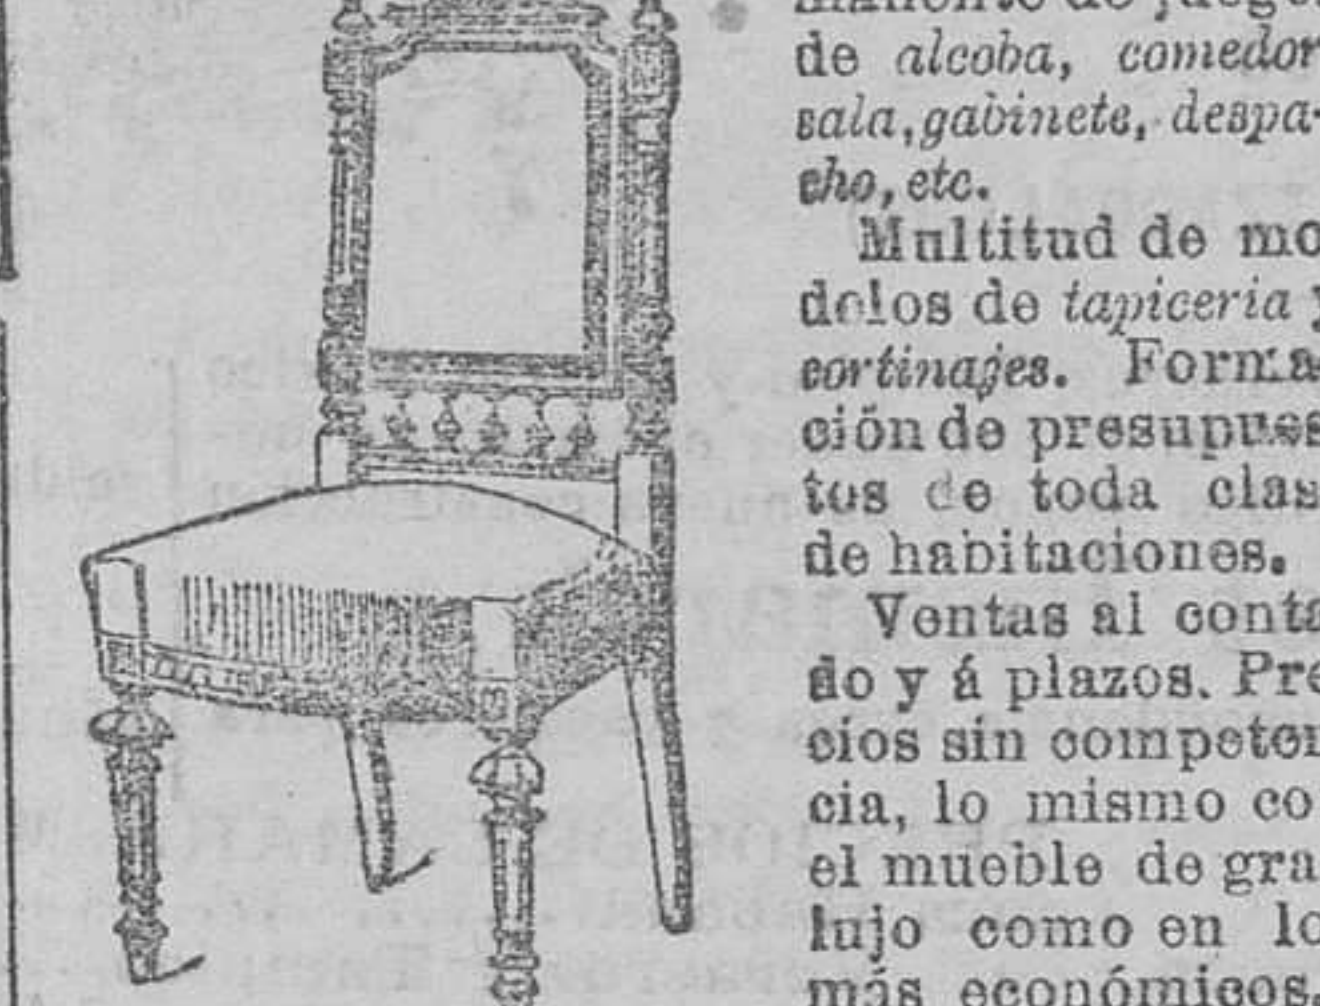 de alcoba, comedor
sala, gabinete, despa-
cho, etc.
Multitud de mo
delos de tapiceria y
cortinajes. Forma
ción de presupues
tos de toda clas
de habitaciones.
Ventas al conta
do y á plazos. Pre
cios sin competen
cia, lo mismo co
el mueble de gra
lujo como en lo
más económicos.